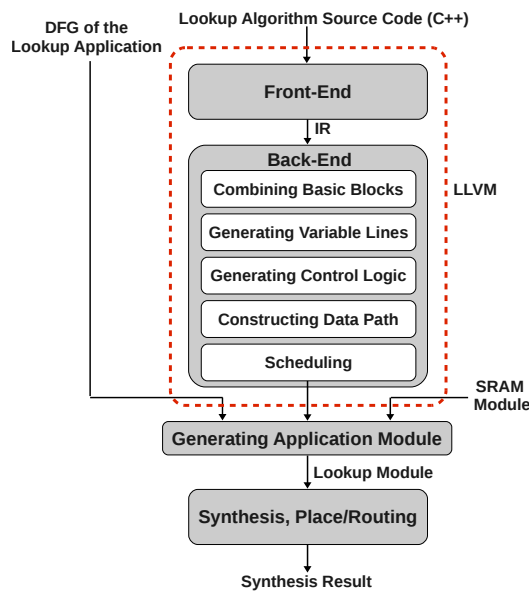 Lookup Algorithm Source Code (C++)
DFG of the
Lookup Application
Front-End
IR
Back-End
Combining Basic Blocks
LLVM
Generating Variable Lines
Generating Control Logic
Constructing Data Path
Scheduling
SRAM
Module
Generating Application Module
Lookup Module
Synthesis, Place/Routing
Synthesis Result